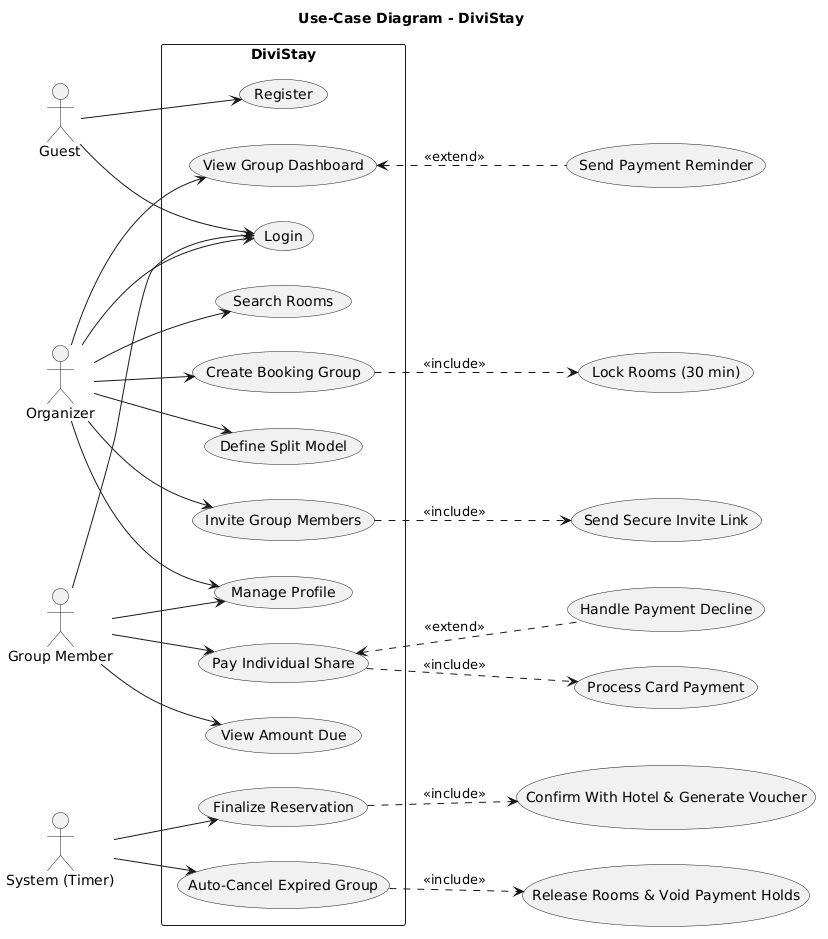 Use-Case Diagram - DiviStay
DiviStay
Register
Guest
View Group Dashboard
«extend»
Send Payment Reminder
Login
Search Rooms
Create Booking Group
«include»
Lock Rooms (30 min)
Organizer
Define Split Model
Invite Group Members
«include»
Send Secure Invite Link
Manage Profile
Handle Payment Decline
«extend»
Group Member
Pay Individual Share
«include»
Process Card Payment
View Amount Due
Finalize Reservation
«include»
Confirm With Hotel & Generate Voucher
System (Timer)
Auto-Cancel Expired Group
«include»
Release Rooms & Void Payment Holds